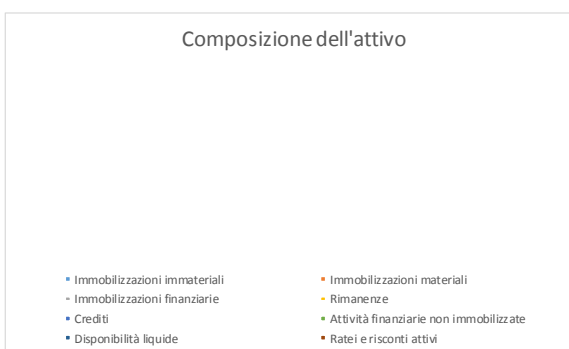 Composizione dell'attivo
Immobilizzazioni immateriali
Immobilizzazioni materiali
Immobilizzazioni finanziarie
Rimanenze
Crediti
Attività finanziarie non immobilizzate
Disponibilità liquide
Ratei e risconti attivi